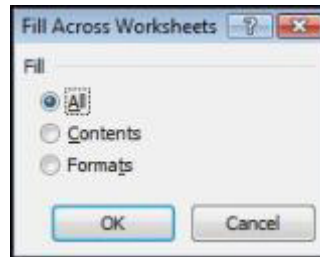 Fill Across Worksheets
Fill
All
Contents
Formats
OK Cancel